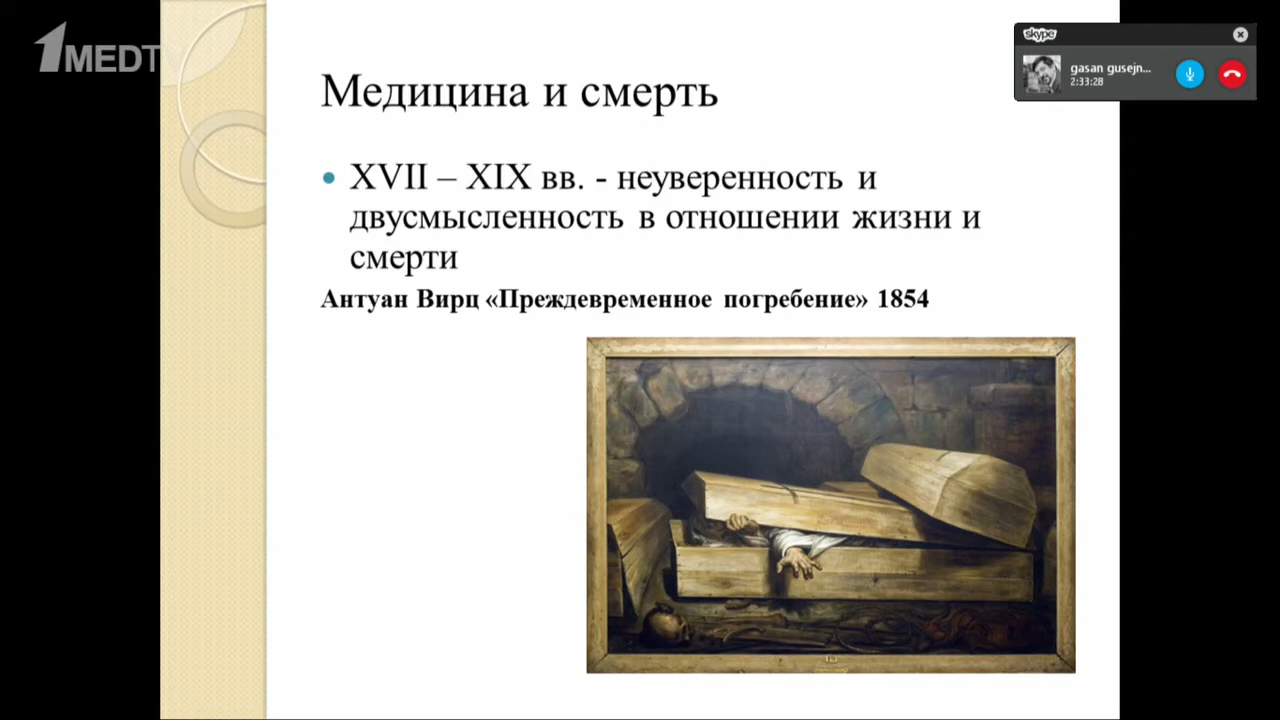 1MEDTV
skype
gasan gusejn...
2:33:28
Медицина и смерть
XVII – XIX вв. - неуверенность и
двусмысленность в отношении жизни и
смерти
Антуан Вирц «Преждевременное погребение» 1854